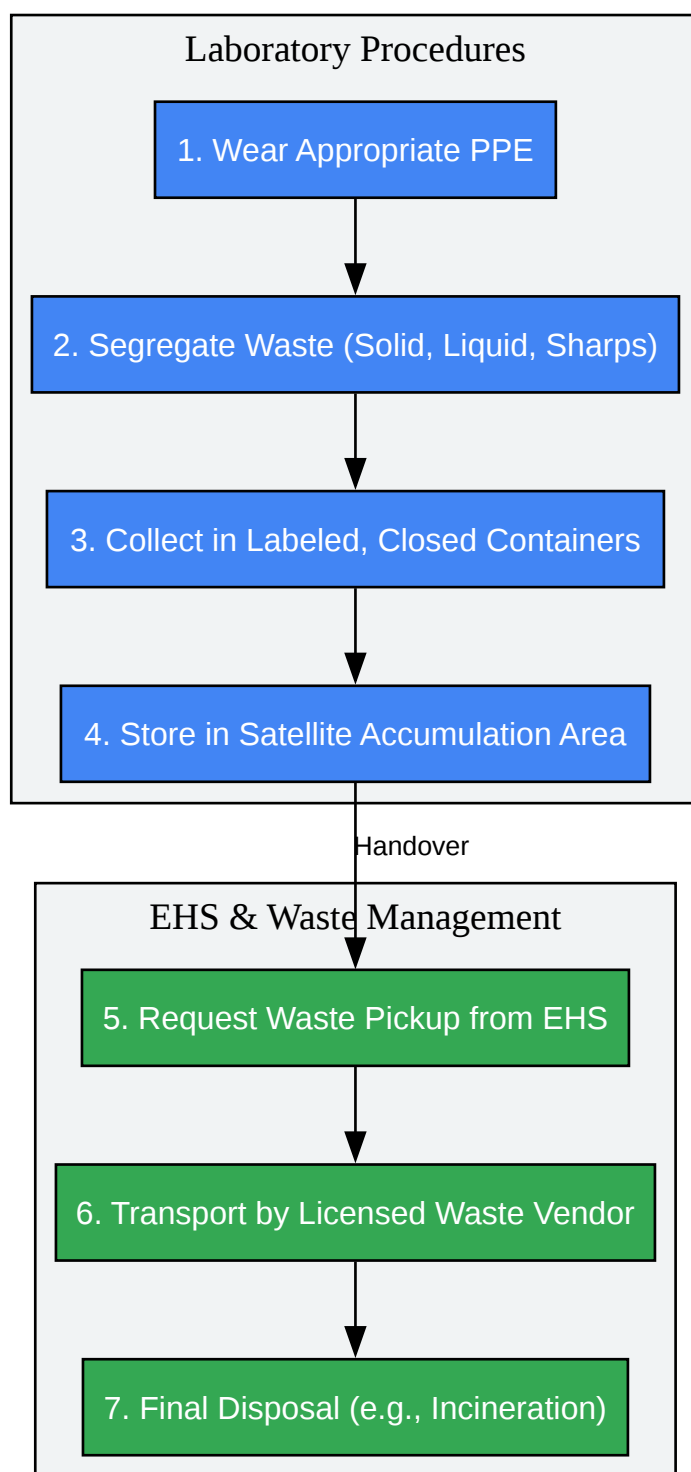 Laboratory Procedures
1. Wear Appropriate PPE
2. Segregate Waste (Solid, Liquid, Sharps)
3. Collect in Labeled, Closed Containers
4. Store in Satellite Accumulation Area
Handover
EHS & Waste Management
5. Request Waste Pickup from EHS
6. Transport by Licensed Waste Vendor
7. Final Disposal (e.g., Incineration)